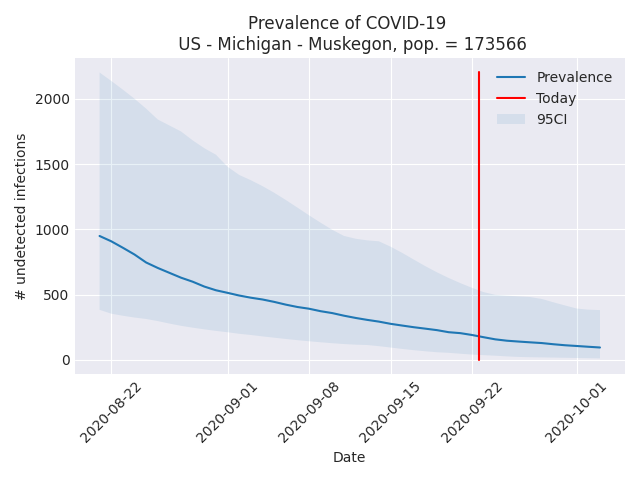 Prevalence of COVID-19
US - Michigan - Muskegon, pop. = 173566
Prevalence
Today
95CI
2000
1500
1000
500
0
# undetected infections
2020-08-22
2020-09-01
2020-09-08
2020-09-15
2020-09-22
2020-10-01
Date